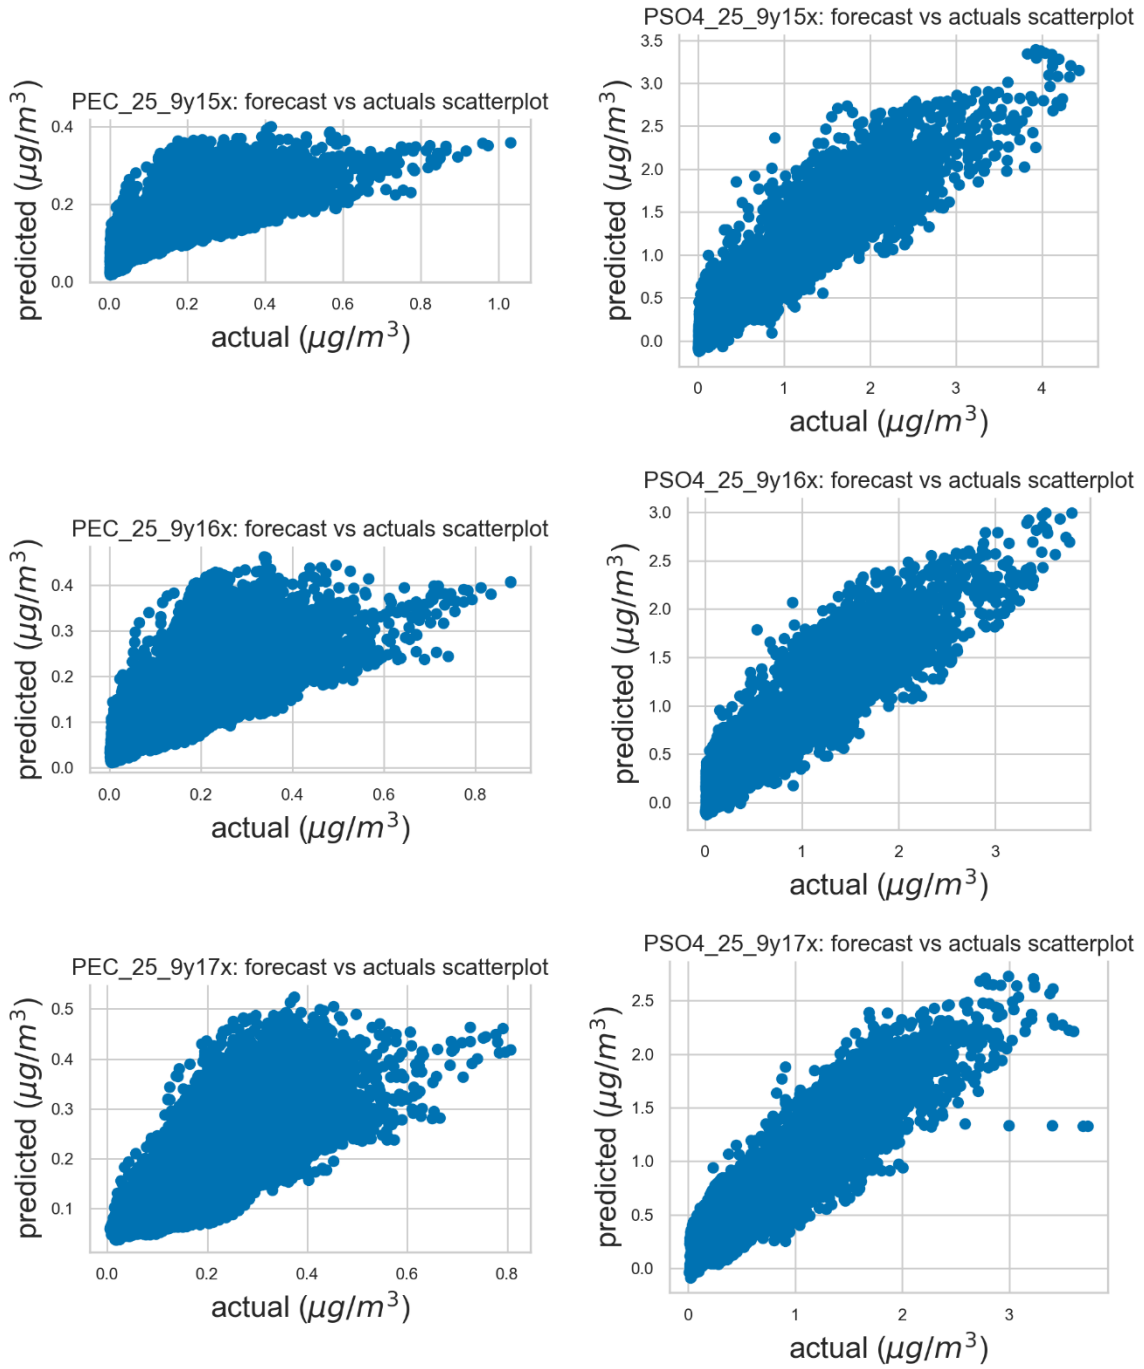 PEC_25_9y15x: forecast vs actuals scatterplot
predicted (μg/m³)
0.4
0.2
0.0
0.0 0.2 0.4 0.6 0.8 1.0
actual (μg/m³)
PSO4_25_9y15x: forecast vs actuals scatterplot
predicted (μg/m³)
3.5
3.0
2.5
2.0
1.5
1.0
0.5
0.0
0 1 2 3 4
actual (μg/m³)
PEC_25_9y16x: forecast vs actuals scatterplot
predicted (μg/m³)
0.4
0.3
0.2
0.1
0.0
0.0 0.2 0.4 0.6 0.8
actual (μg/m³)
PSO4_25_9y16x: forecast vs actuals scatterplot
predicted (μg/m³)
3.0
2.5
2.0
1.5
1.0
0.5
0.0
0 1 2 3
actual (μg/m³)
PEC_25_9y17x: forecast vs actuals scatterplot
predicted (μg/m³)
0.5
0.4
0.3
0.2
0.1
0.0 0.2 0.4 0.6 0.8
actual (μg/m³)
PSO4_25_9y17x: forecast vs actuals scatterplot
predicted (μg/m³)
2.5
2.0
1.5
1.0
0.5
0.0
0 1 2 3
actual (μg/m³)